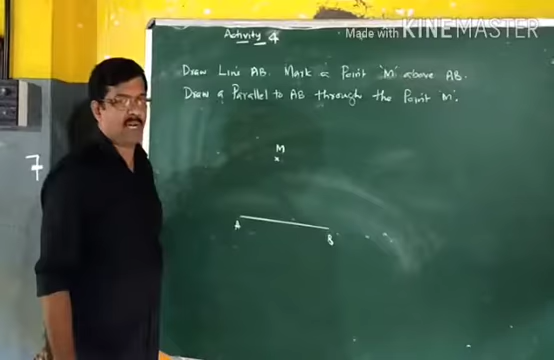 Made with KINEMASTER
Activity 4
Draw Line AB. Mark a Point 'M' above AB.
Draw a Parallel to AB through the Point 'M'.
7
M
A
B